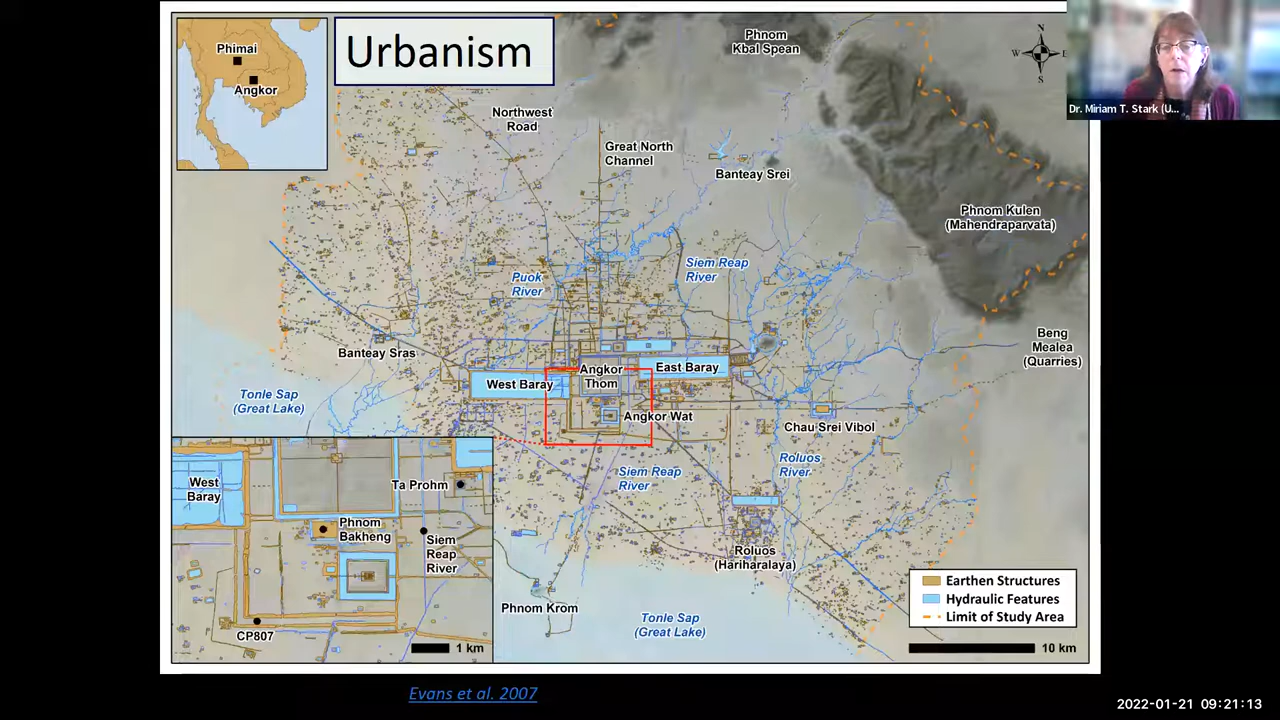 Urbanism
Phimai
Angkor
Phnom
Kbal Spean
N
W
E
S
Dr. Miriam T. Stark (U...
Northwest
Road
Great North
Channel
Banteay Srei
Phnom Kulen
(Mahendraparvata)
Puok
River
Siem Reap
River
Beng
Mealea
(Quarries)
Banteay Sras
Angkor
Thom
East Baray
West Baray
Tonle Sap
(Great Lake)
Angkor Wat
Chau Srei Vibol
Siem Reap
River
Roluos
River
West
Baray
Ta Prohm
Phnom
Bakheng
Siem
Reap
River
CP807
1 km
Roluos
(Hariharalaya)
Phnom Krom
Tonle Sap
(Great Lake)
Earthen Structures
Hydraulic Features
Limit of Study Area
10 km
Evans et al. 2007
2022-01-21 09:21:13